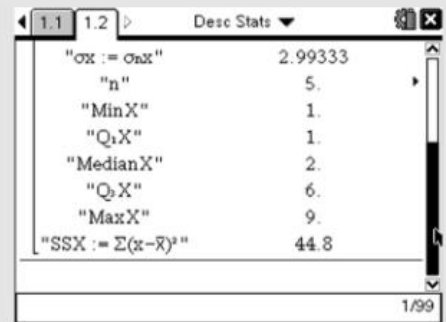 1.1 1.2 Desc Stats
"σx := σₙx" 2.99333
"n" 5.
"MinX" 1.
"Q₁X" 1.
"MedianX" 2.
"Q₃X" 6.
"MaxX" 9.
"SSX := Σ(x-x̄)²" 44.8
1/99